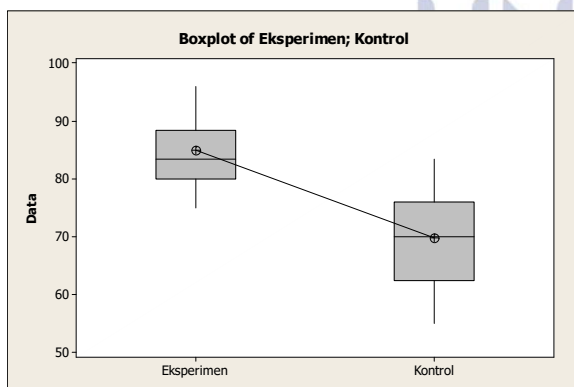 Boxplot of Eksperimen; Kontrol
100
90
80
70
60
50
Data
Eksperimen Kontrol